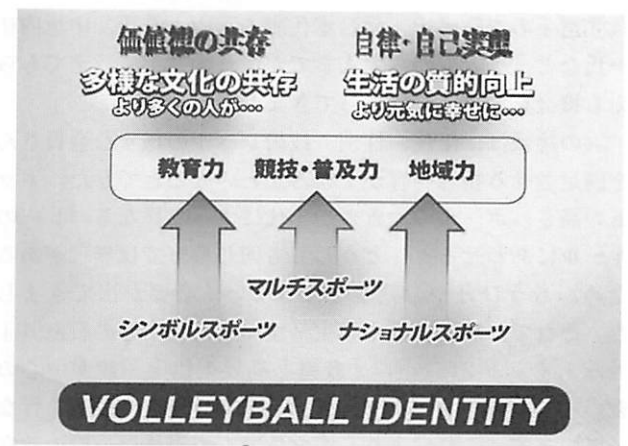 価値観の共存
自律・自己実現
多様な文化の共存
生活の質的向上
より多くの人が…
より元気に幸せに…
教育力 競技・普及力 地域力
マルチスポーツ
シンボルスポーツ
ナショナルスポーツ
VOLLEYBALL IDENTITY